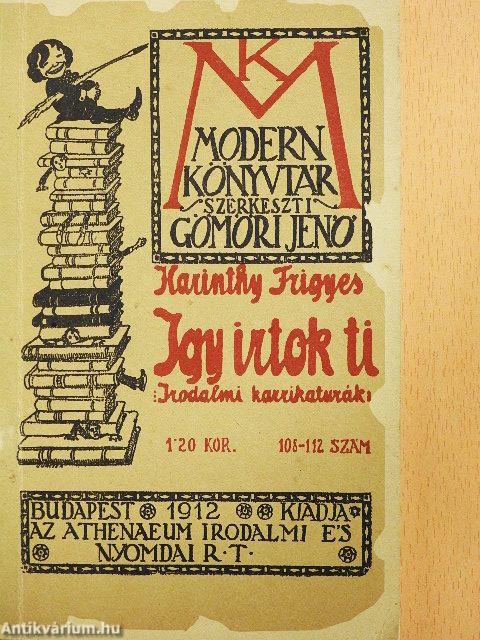 MK
MODERN
KÖNYVTÁR
SZERKESZTI
GÖMÖRI JENŐ
Karinthy Frigyes
Igy irtok ti
(Irodalmi karrikaturák)
1·20 KOR. 108-112 SZÁM
BUDAPEST 1912 KIADJA
AZ ATHENAEUM IRODALMI ÉS
NYOMDAI R·T·
Antikvárium.hu